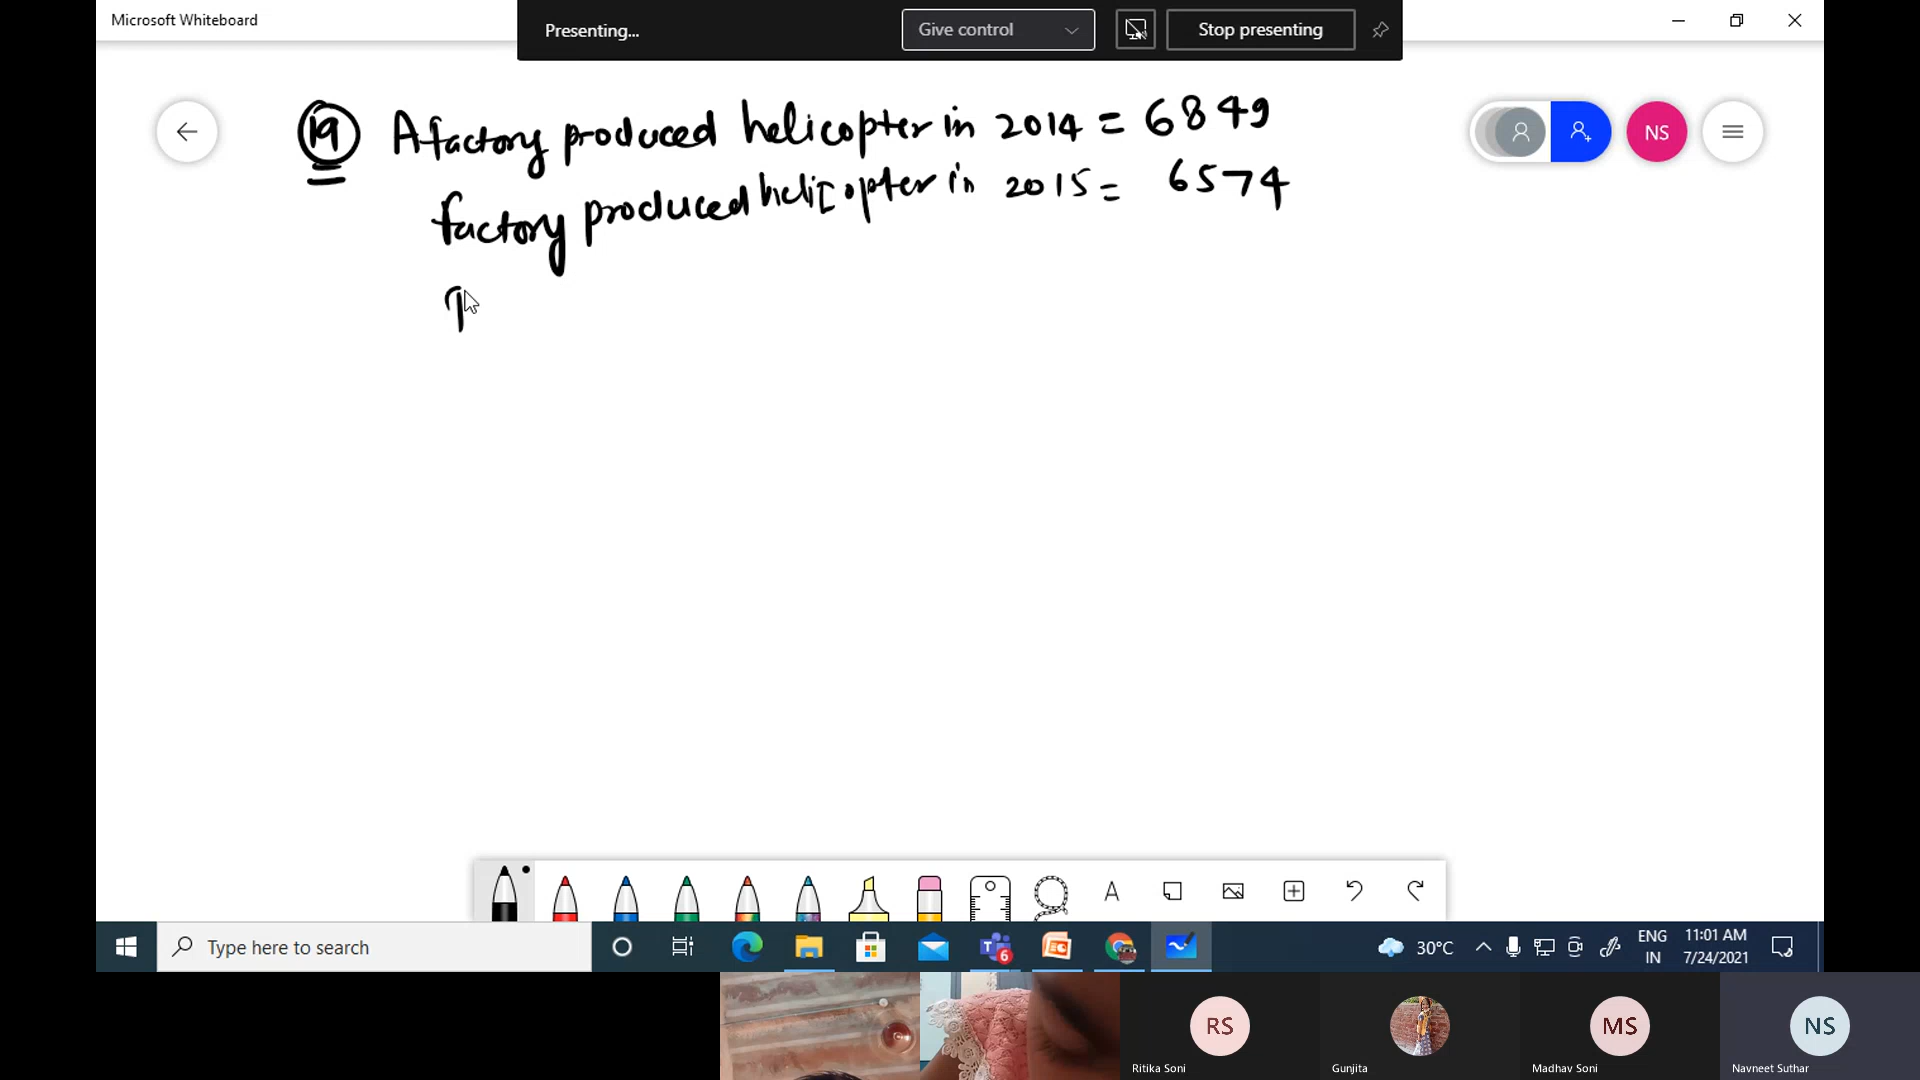 Microsoft Whiteboard
Presenting...
Give control
Stop presenting
19 A factory produced helicopter in 2014 = 6849
NS
factory produced helicopter in 2015 = 6574
A
Type here to search
6
30°C
ENG
IN
11:01 AM
7/24/2021
RS
MS
NS
Ritika Soni
Gunjita
Madhav Soni
Navneet Suthar